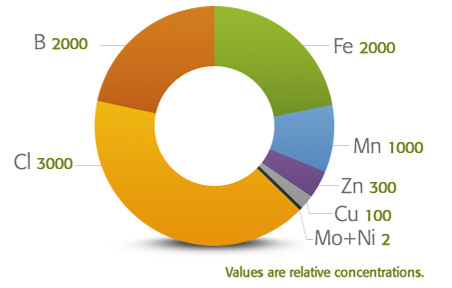 B 2000
Fe 2000
Mn 1000
Cl 3000
Zn 300
Cu 100
Mo+Ni 2
Values are relative concentrations.